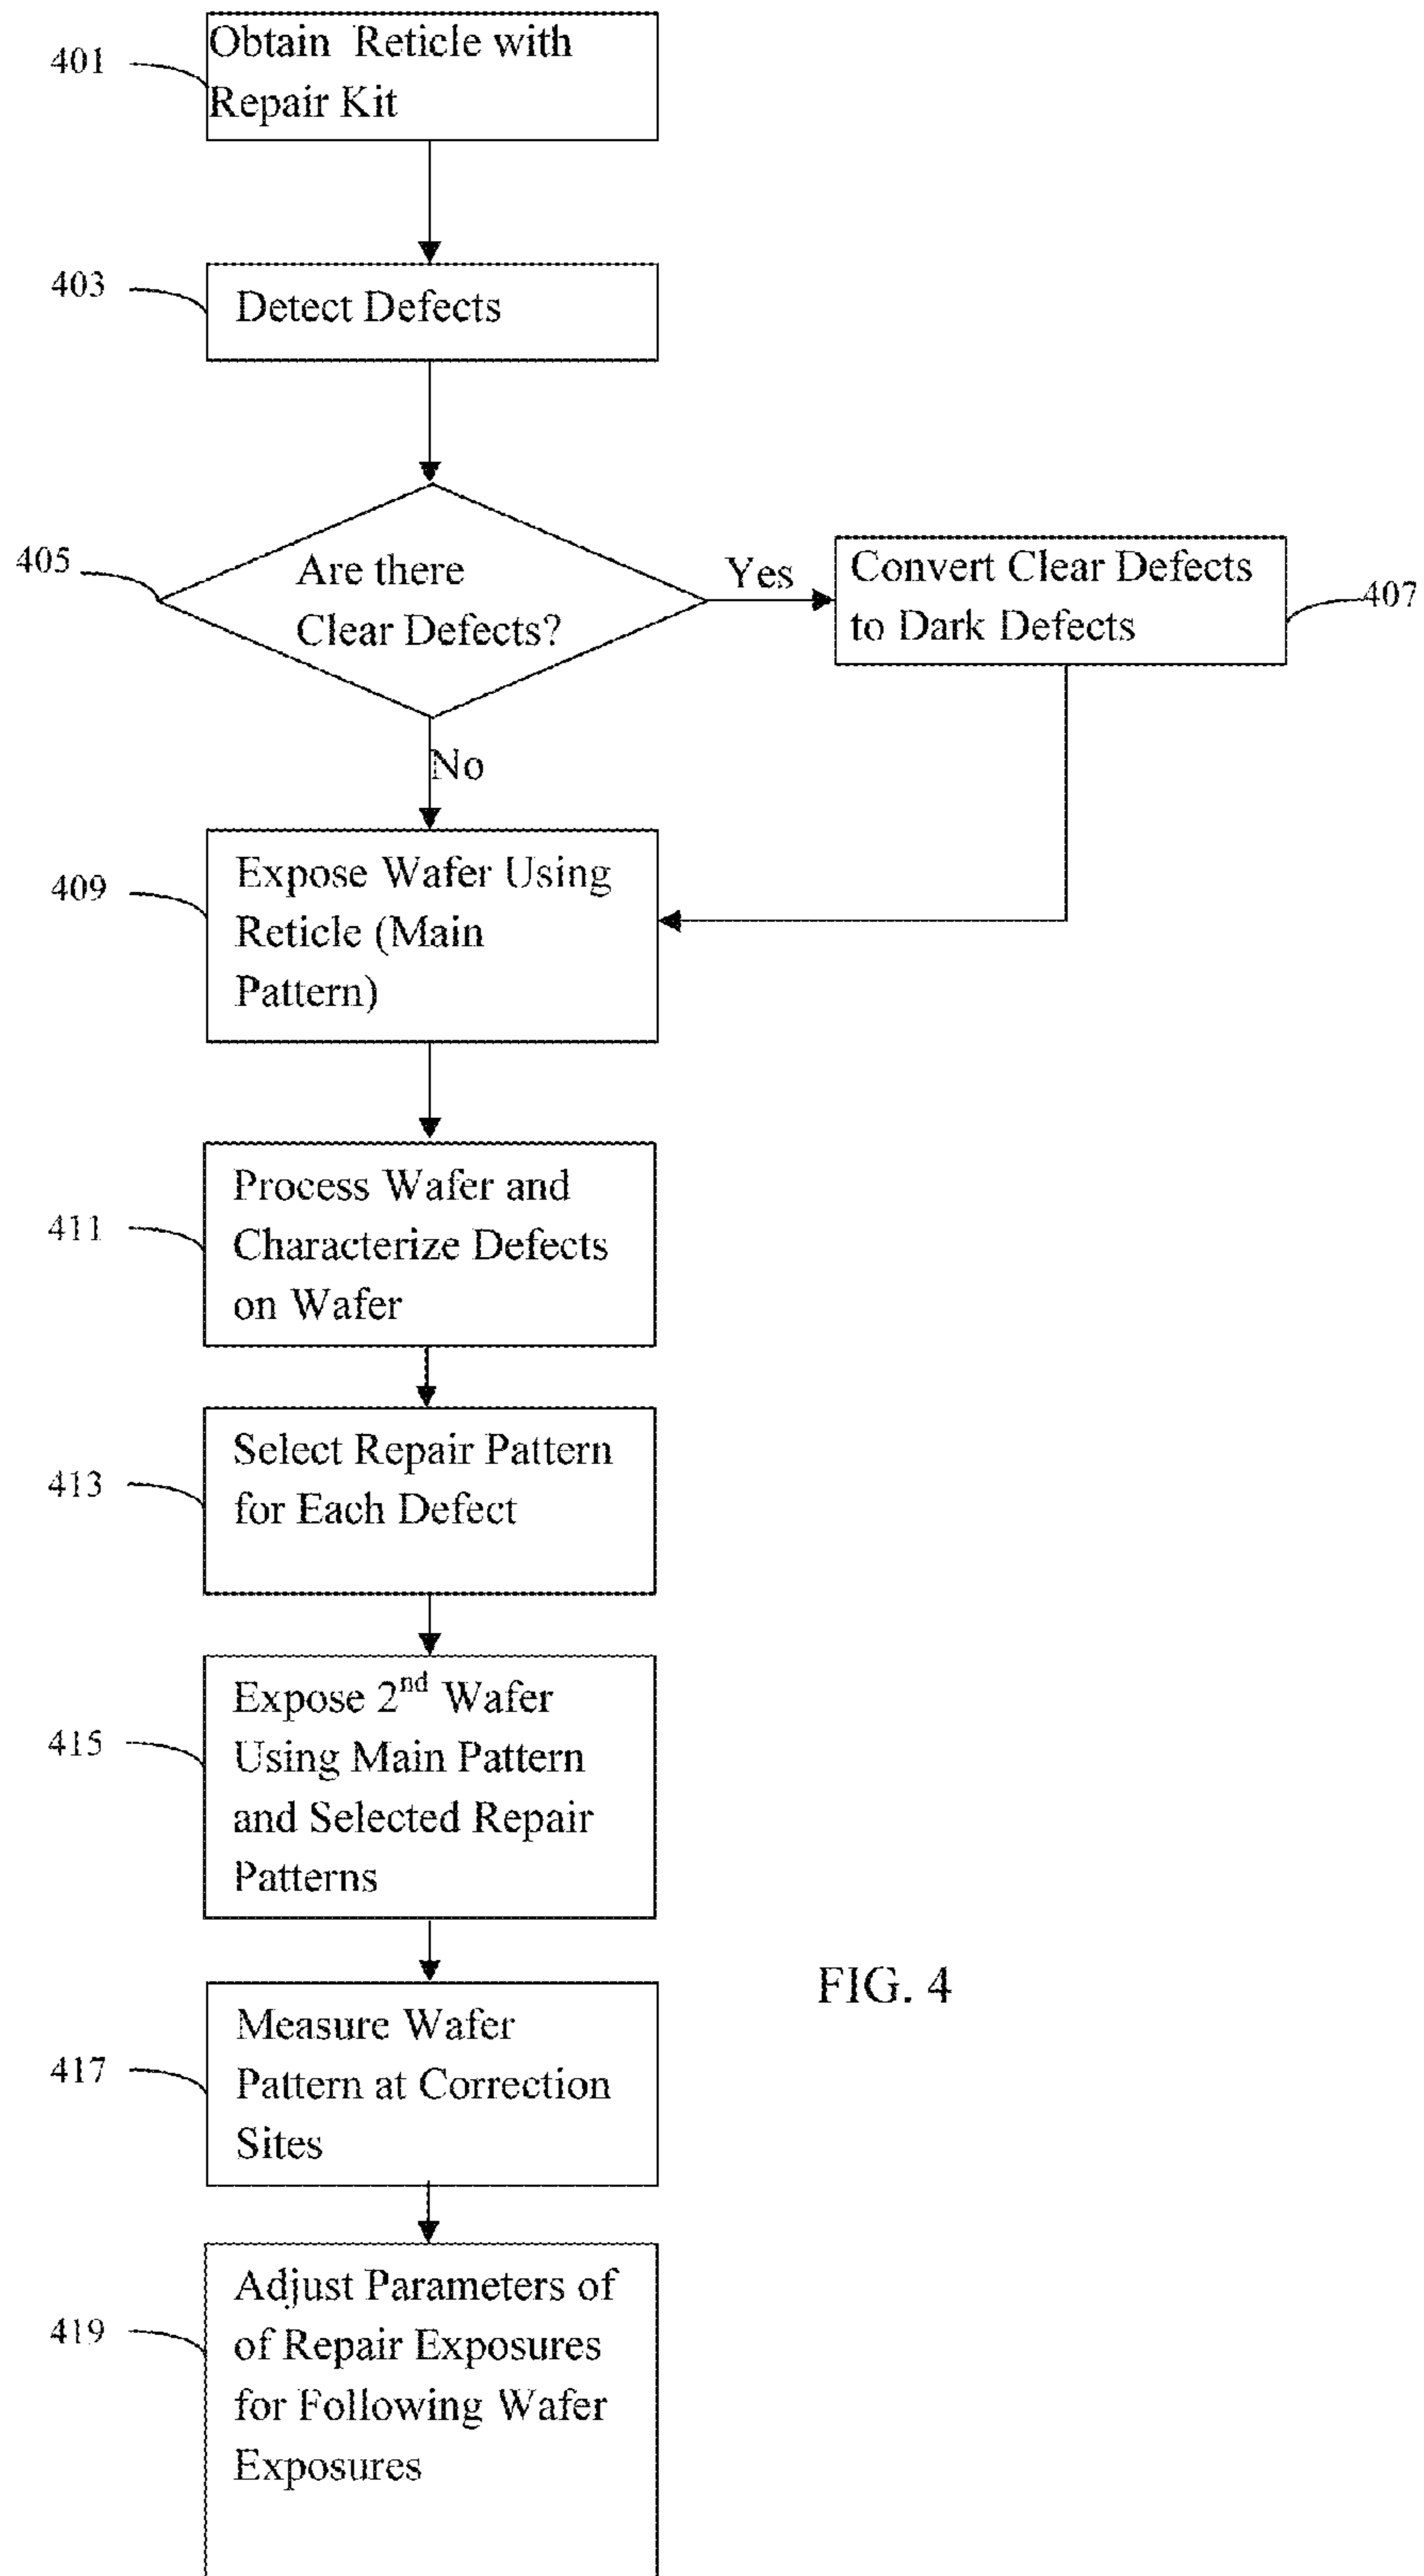 401
Obtain Reticle with
Repair Kit
403
Detect Defects
405
Are there
Clear Defects?
Yes
Convert Clear Defects
to Dark Defects
407
No
409
Expose Wafer Using
Reticle (Main
Pattern)
411
Process Wafer and
Characterize Defects
on Wafer
413
Select Repair Pattern
for Each Defect
415
Expose 2nd Wafer
Using Main Pattern
and Selected Repair
Patterns
FIG. 4
417
Measure Wafer
Pattern at Correction
Sites
419
Adjust Parameters of
of Repair Exposures
for Following Wafer
Exposures